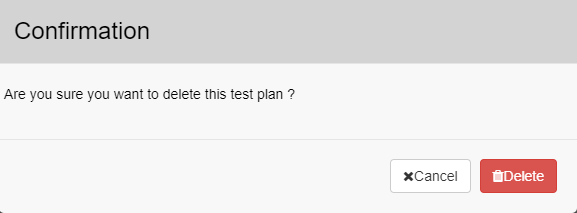 Confirmation
Are you sure you want to delete this test plan ?
Cancel
Delete